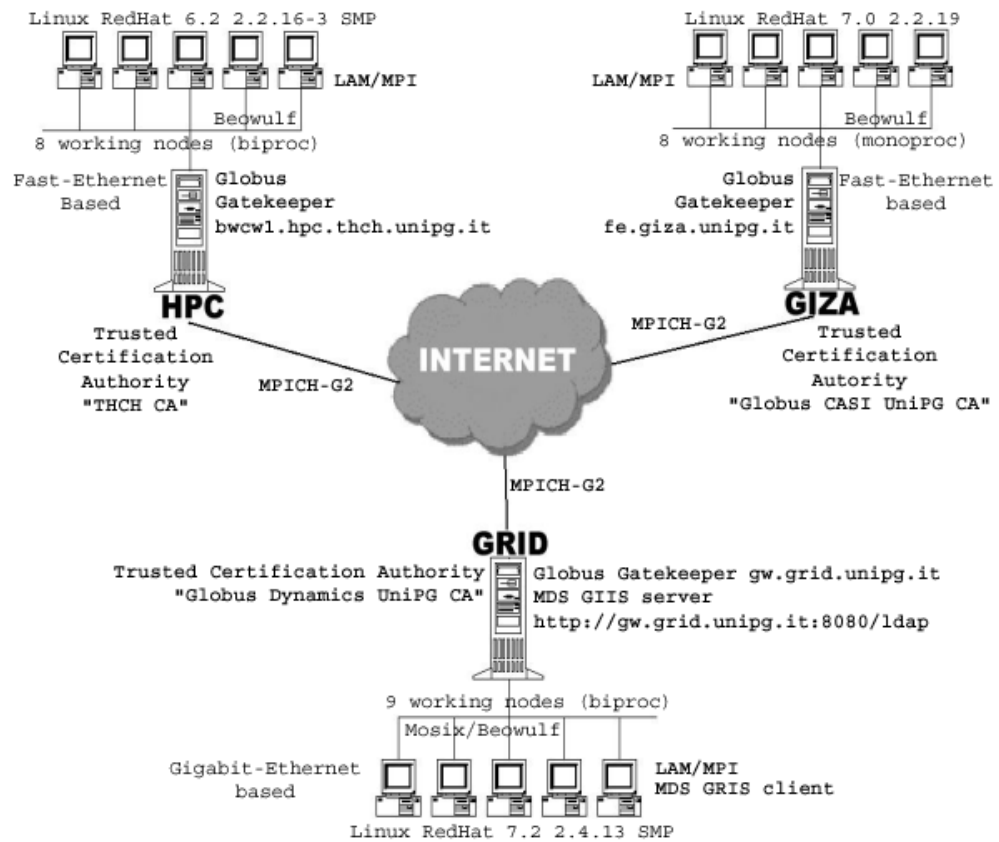 Linux RedHat 6.2 2.2.16-3 SMP
LAM/MPI
Beowulf
8 working nodes (biproc)
Fast-Ethernet
Based
Globus
Gatekeeper
bwcw1.hpc.thch.unipg.it
HPC
Trusted
Certification
Authority
"THCH CA"
MPICH-G2
Linux RedHat 7.0 2.2.19
LAM/MPI
Beowulf
8 working nodes (monoproc)
Globus
Gatekeeper
fe.giza.unipg.it
Fast-Ethernet
based
GIZA
MPICH-G2
Trusted
Certification
Autority
"Globus CASI UniPG CA"
INTERNET
MPICH-G2
GRID
Trusted Certification Authority
"Globus Dynamics UniPG CA"
Globus Gatekeeper gw.grid.unipg.it
MDS GIIS server
http://gw.grid.unipg.it:8080/ldap
9 working nodes (biproc)
Mosix/Beowulf
Gigabit-Ethernet
based
LAM/MPI
MDS GRIS client
Linux RedHat 7.2 2.4.13 SMP